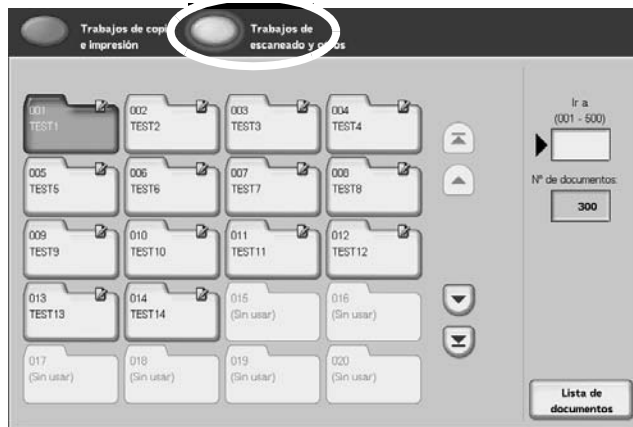 Trabajos de copi
e impresión
Trabajos de
escaneado y otros
001
TEST1
002
TEST2
003
TEST3
004
TEST4
005
TEST5
006
TEST6
007
TEST7
008
TEST8
009
TEST9
010
TEST10
011
TEST11
012
TEST12
013
TEST13
014
TEST14
015
(Sin usar)
016
(Sin usar)
017
(Sin usar)
018
(Sin usar)
019
(Sin usar)
020
(Sin usar)
Ir a
(001 - 500)
Nº de documentos:
300
Lista de
documentos